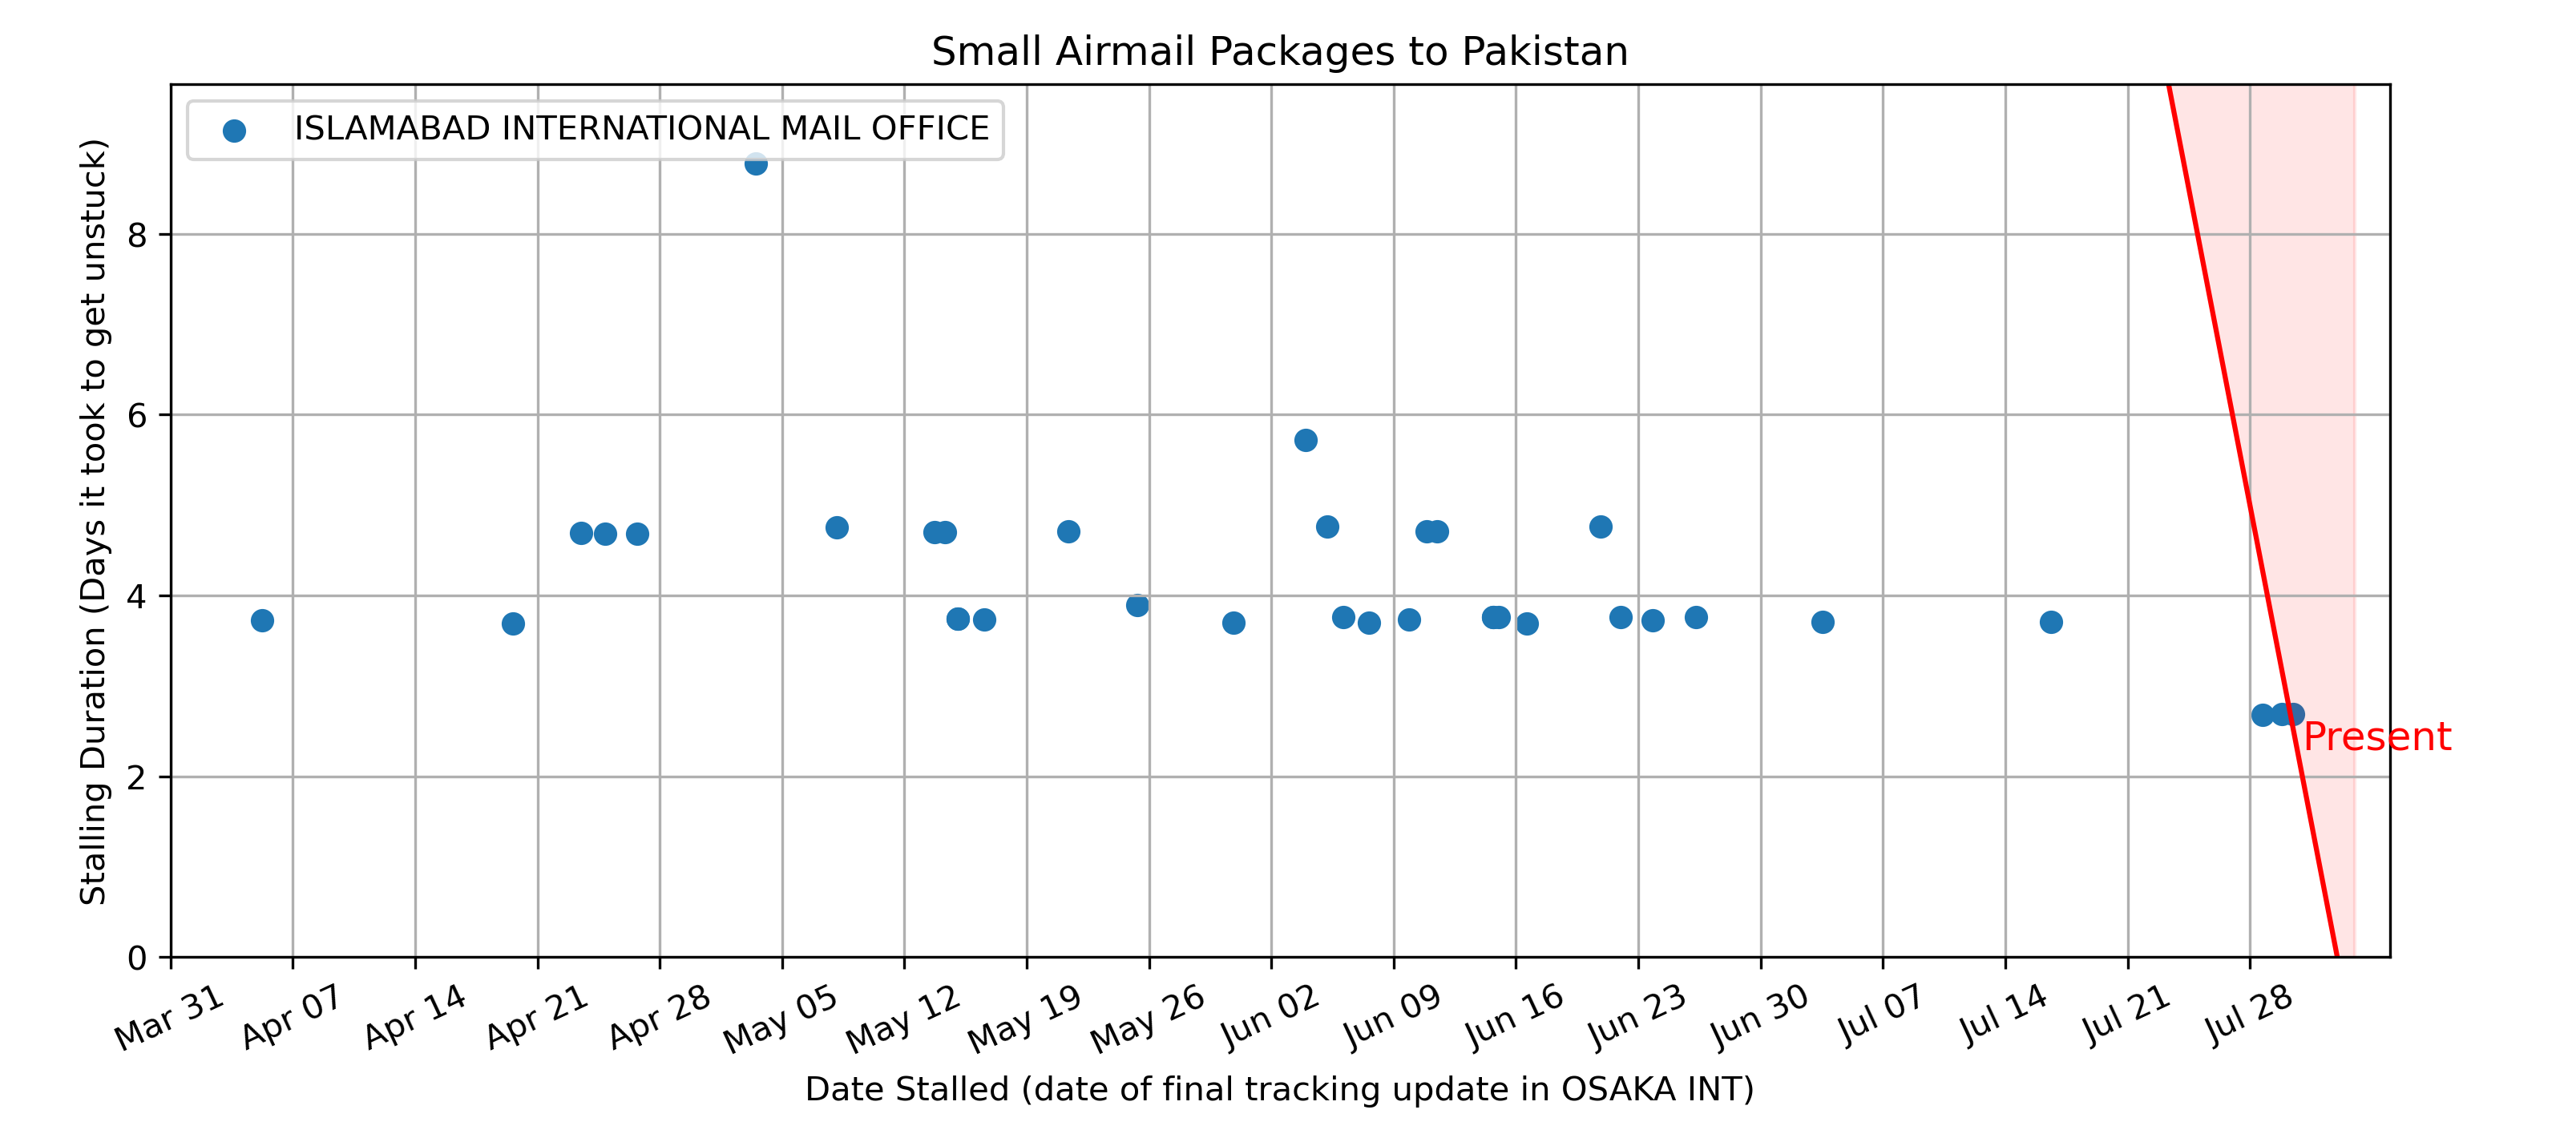 Small Airmail Packages to Pakistan
ISLAMABAD INTERNATIONAL MAIL OFFICE
Stalling Duration (Days it took to get unstuck)
8
6
4
2
0
Present
Mar 31
Apr 07
Apr 14
Apr 21
Apr 28
May 05
May 12
May 19
May 26
Jun 02
Jun 09
Jun 16
Jun 23
Jun 30
Jul 07
Jul 14
Jul 21
Jul 28
Date Stalled (date of final tracking update in OSAKA INT)